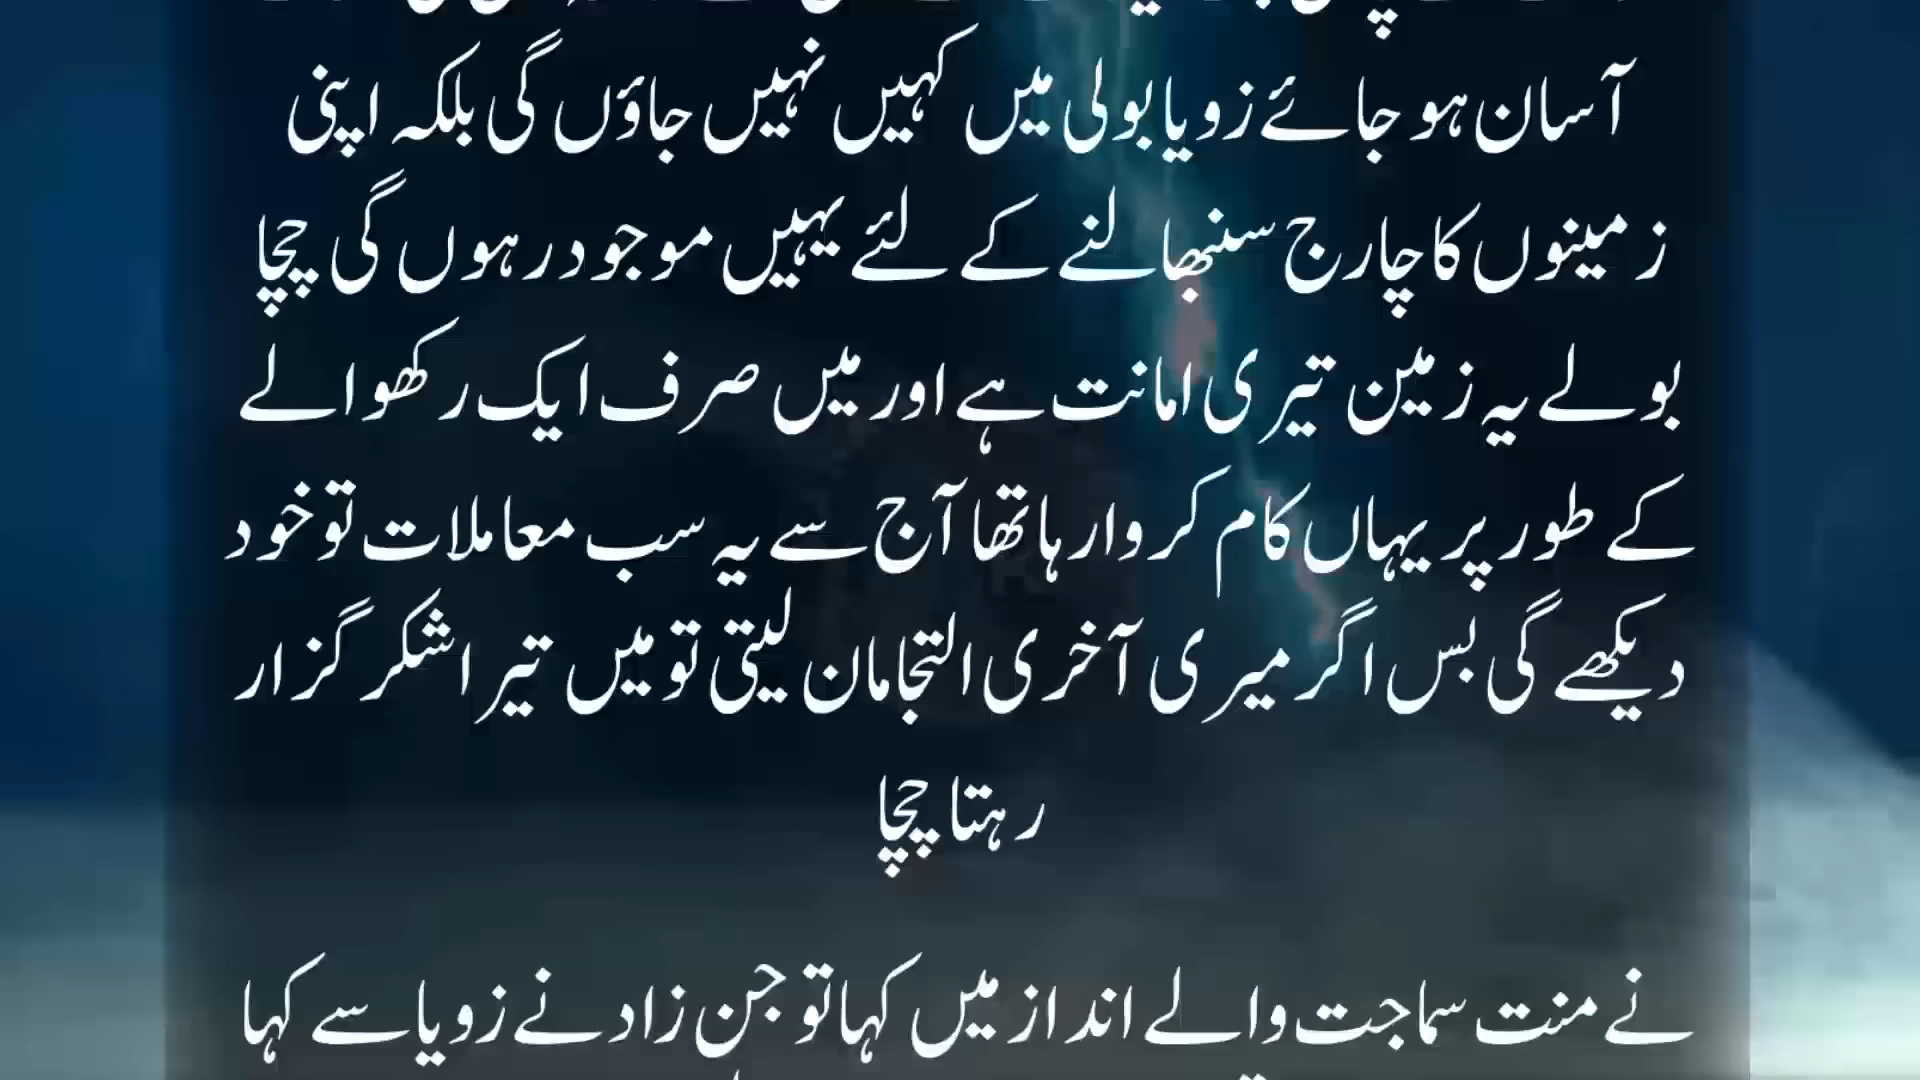 آسان ہو جائے زویا بولی میں کہیں نہیں جاؤں گی بلکہ اپنی
زمینوں کا چارج سنبھالنے کے لئے یہیں موجود رہوں گی چچا
بولے یہ زمین تیری امانت ہے اور میں صرف ایک رکھوالے
کے طور پر یہاں کام کروا رہا تھا آج سے یہ سب معاملات تو خود
دیکھے گی بس اگر میری آخری التجا مان لیتی تو میں تیرا شکر گزار
رہتا چچا
نے منت سماجت والے انداز میں کہا تو جن زاد نے زویا سے کہا